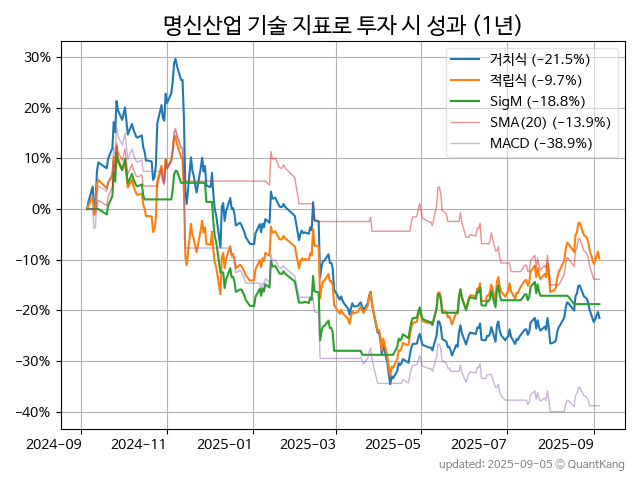 명신산업 기술 지표로 투자 시 성과 (1년)
거치식 (−21.5%)
적립식 (−9.7%)
SigM (−18.8%)
SMA(20) (−13.9%)
MACD (−38.9%)
30%
20%
10%
0%
−10%
−20%
−30%
−40%
2024-09 2024-11 2025-01 2025-03 2025-05 2025-07 2025-09
updated: 2025-09-05 © QuantKang